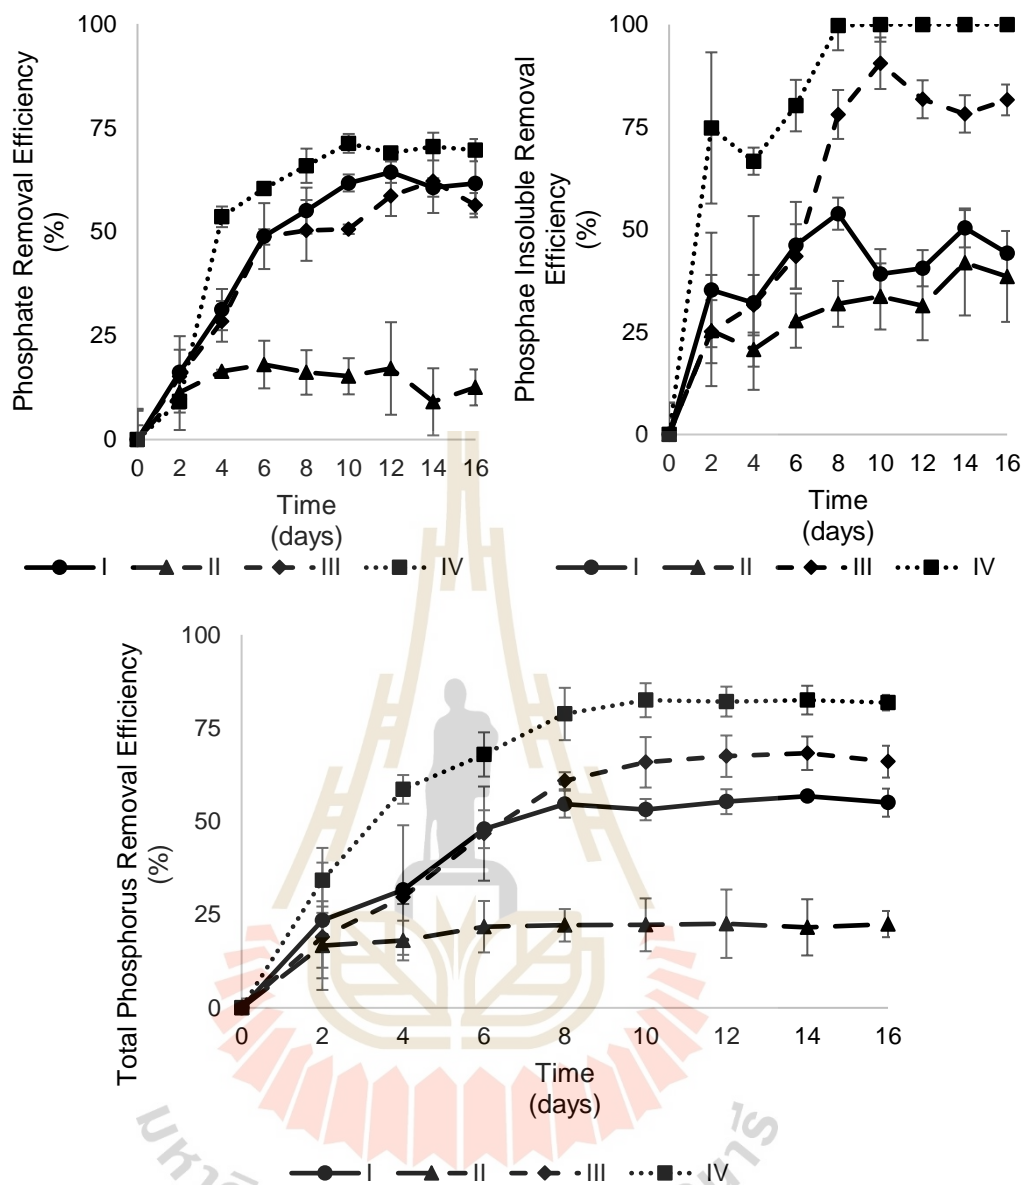 Phosphate Removal Efficiency
(%)
100
75
50
25
0
0 2 4 6 8 10 12 14 16
Time
(days)
I II III IV
Phosphae Insoluble Removal
Efficiency
(%)
100
75
50
25
0
0 2 4 6 8 10 12 14 16
Time
(days)
I II III IV
Total Phosphorus Removal Efficiency
(%)
100
75
50
25
0
0 2 4 6 8 10 12 14 16
Time
(days)
I II III IV